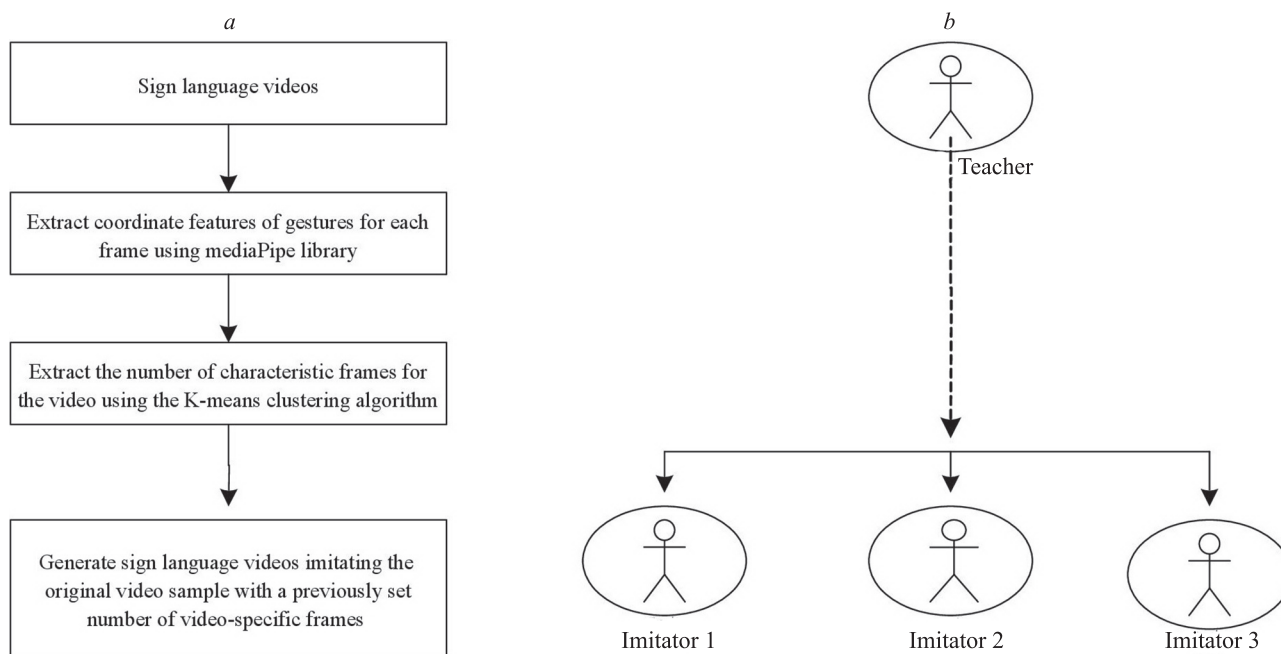 a
Sign language videos
Extract coordinate features of gestures for each
frame using mediaPipe library
Extract the number of characteristic frames for
the video using the K-means clustering algorithm
Generate sign language videos imitating the
original video sample with a previously set
number of video-specific frames
b
Teacher
Imitator 1
Imitator 2
Imitator 3